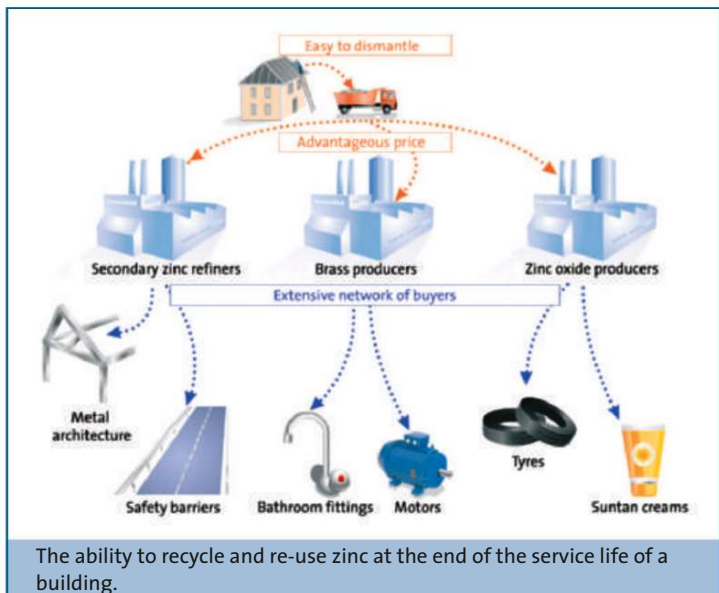 Easy to dismantle
Advantageous price
Secondary zinc refiners
Brass producers
Zinc oxide producers
Extensive network of buyers
Metal
architecture
Safety barriers
Bathroom fittings
Motors
Tyres
Suntan creams
The ability to recycle and re-use zinc at the end of the service life of a
building.